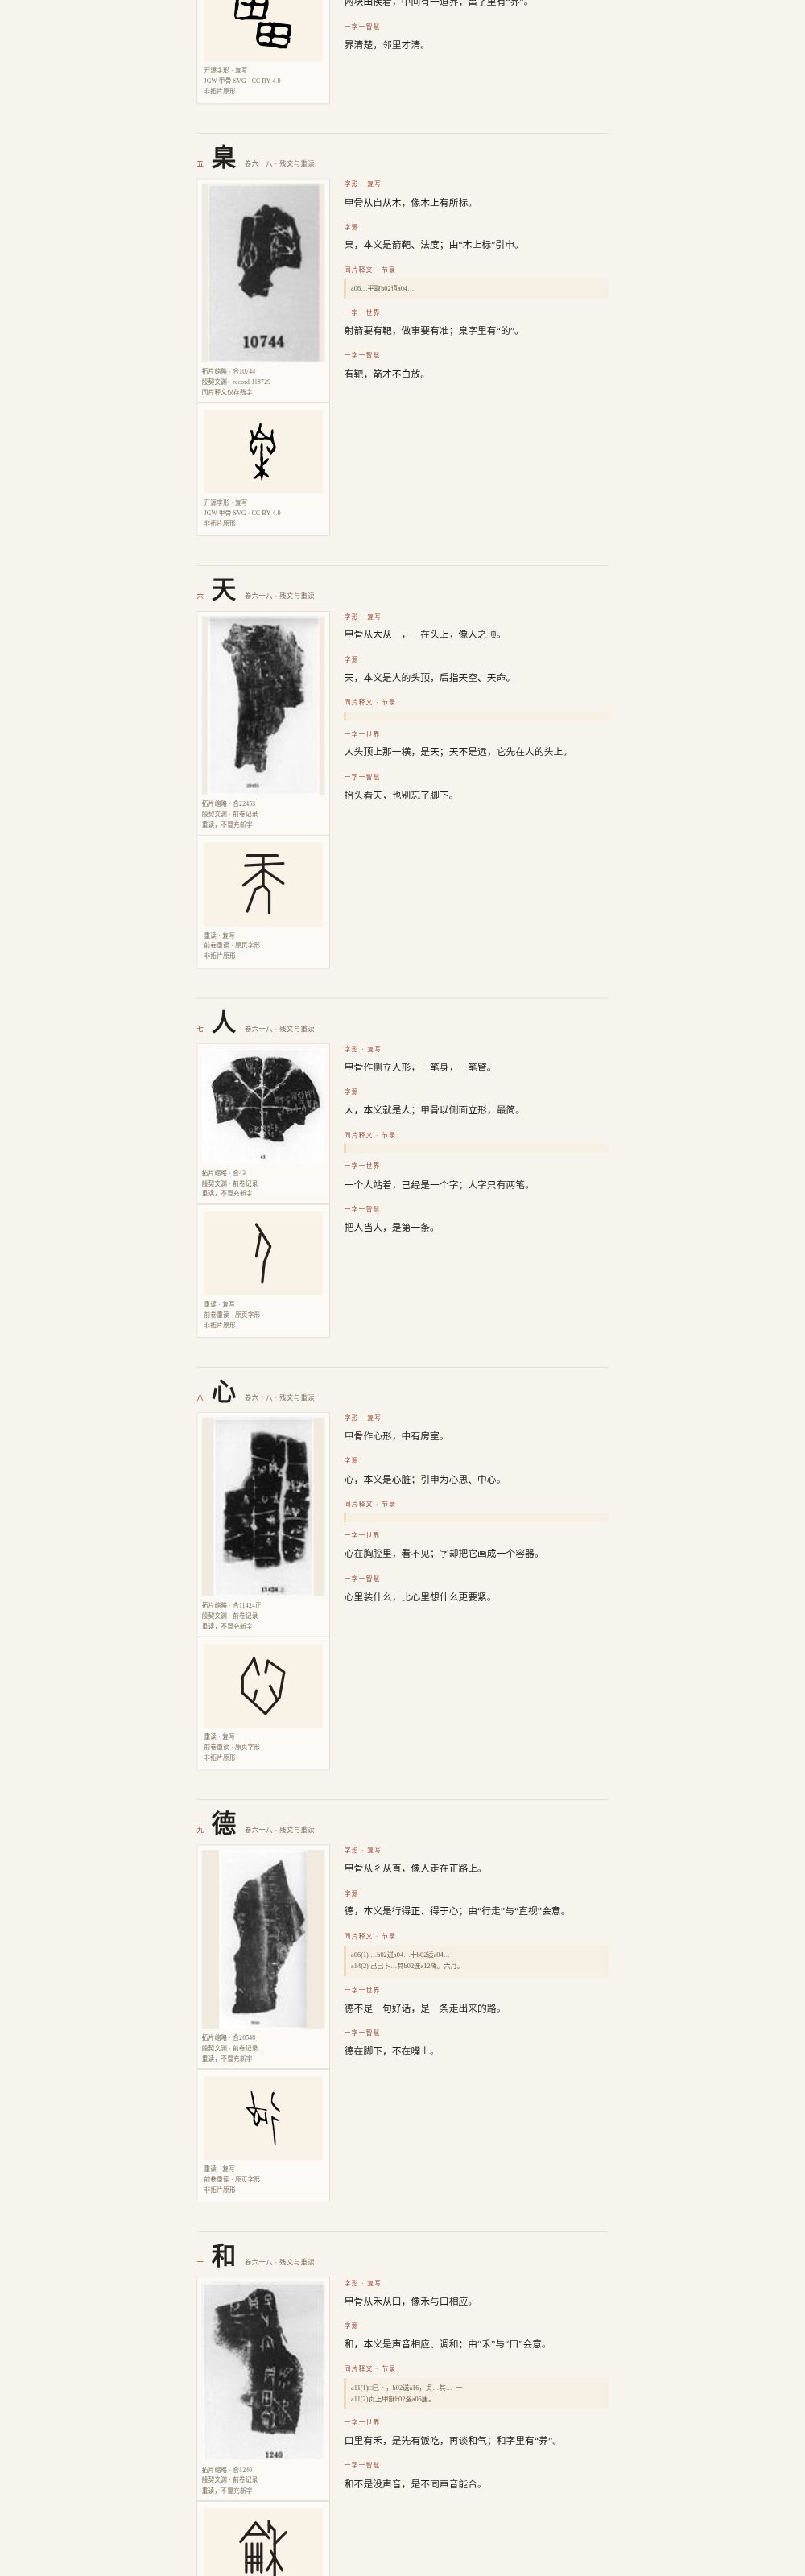 两块田挨着，中间有一道界；畕字里有“界”。
一字一智慧
界清楚，邻里才清。
开源字形 · 复写
JGW 甲骨 SVG · CC BY 4.0
非拓片原形
五 臬 卷六十八 · 残文与重读
10744
拓片缩略 · 合10744
殷契文渊 · record 118729
同片释文仅存残字
开源字形 · 复写
JGW 甲骨 SVG · CC BY 4.0
非拓片原形
字形 · 复写
甲骨从自从木，像木上有所标。
字源
臬，本义是箭靶、法度；由“木上标”引申。
同片释文 · 节录
一字一世界
射箭要有靶，做事要有准；臬字里有“的”。
一字一智慧
有靶，箭才不白放。
六 天 卷六十八 · 残文与重读
22453
拓片缩略 · 合22453
殷契文渊 · 前卷记录
重读，不冒充新字
重读 · 复写
前卷重读 · 原页字形
非拓片原形
字形 · 复写
甲骨从大从一，一在头上，像人之顶。
字源
天，本义是人的头顶，后指天空、天命。
同片释文 · 节录
一字一世界
人头顶上那一横，是天；天不是远，它先在人的头上。
一字一智慧
抬头看天，也别忘了脚下。
七 人 卷六十八 · 残文与重读
43
拓片缩略 · 合43
殷契文渊 · 前卷记录
重读，不冒充新字
重读 · 复写
前卷重读 · 原页字形
非拓片原形
字形 · 复写
甲骨作侧立人形，一笔身，一笔臂。
字源
人，本义就是人；甲骨以侧面立形，最简。
同片释文 · 节录
一字一世界
一个人站着，已经是一个字；人字只有两笔。
一字一智慧
把人当人，是第一条。
八 心 卷六十八 · 残文与重读
11424 正
拓片缩略 · 合11424正
殷契文渊 · 前卷记录
重读，不冒充新字
重读 · 复写
前卷重读 · 原页字形
非拓片原形
字形 · 复写
甲骨作心形，中有房室。
字源
心，本义是心脏；引申为心思、中心。
同片释文 · 节录
一字一世界
心在胸腔里，看不见；字却把它画成一个容器。
一字一智慧
心里装什么，比心里想什么更要紧。
九 德 卷六十八 · 残文与重读
拓片缩略 · 合20548
殷契文渊 · 前卷记录
重读，不冒充新字
重读 · 复写
前卷重读 · 原页字形
非拓片原形
字形 · 复写
甲骨从彳从直，像人走在正路上。
字源
德，本义是行得正、得于心；由“行走”与“直视”会意。
同片释文 · 节录
一字一世界
德不是一句好话，是一条走出来的路。
一字一智慧
德在脚下，不在嘴上。
十 和 卷六十八 · 残文与重读
1240
拓片缩略 · 合1240
殷契文渊 · 前卷记录
重读，不冒充新字
字形 · 复写
甲骨从禾从口，像禾与口相应。
字源
和，本义是声音相应、调和；由“禾”与“口”会意。
同片释文 · 节录
一字一世界
口里有禾，是先有饭吃，再谈和气；和字里有“养”。
一字一智慧
和不是没声音，是不同声音能合。